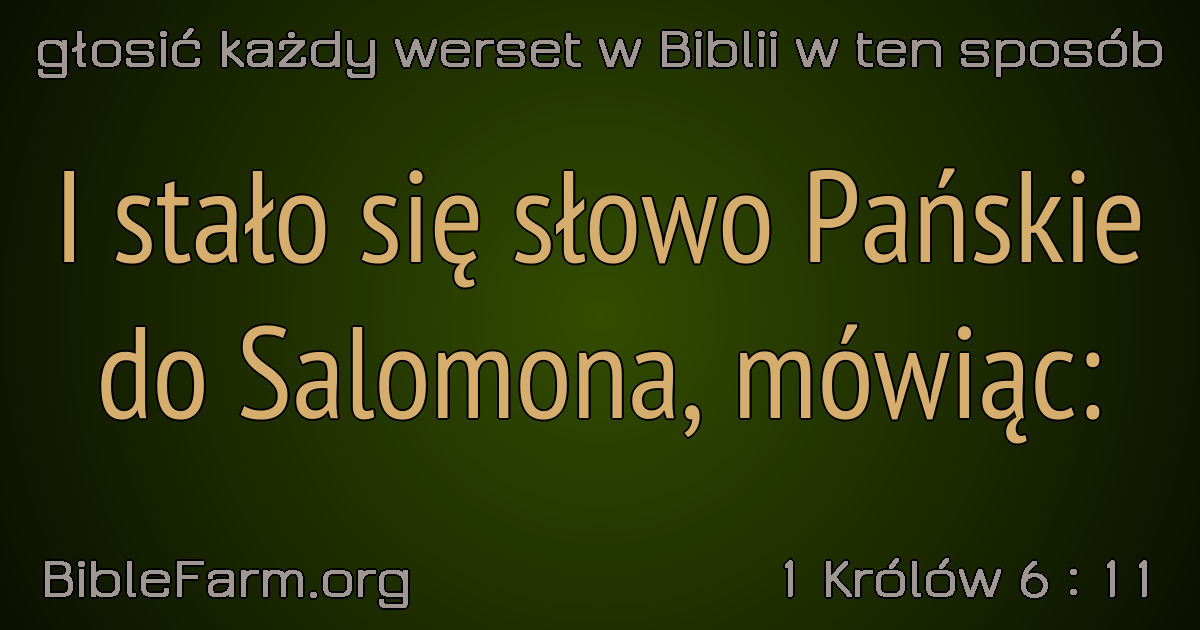 głosić każdy werset w Biblii w ten sposób
I stało się słowo Pańskie
do Salomona, mówiąc:
BibleFarm.org
1 Królów 6 : 11